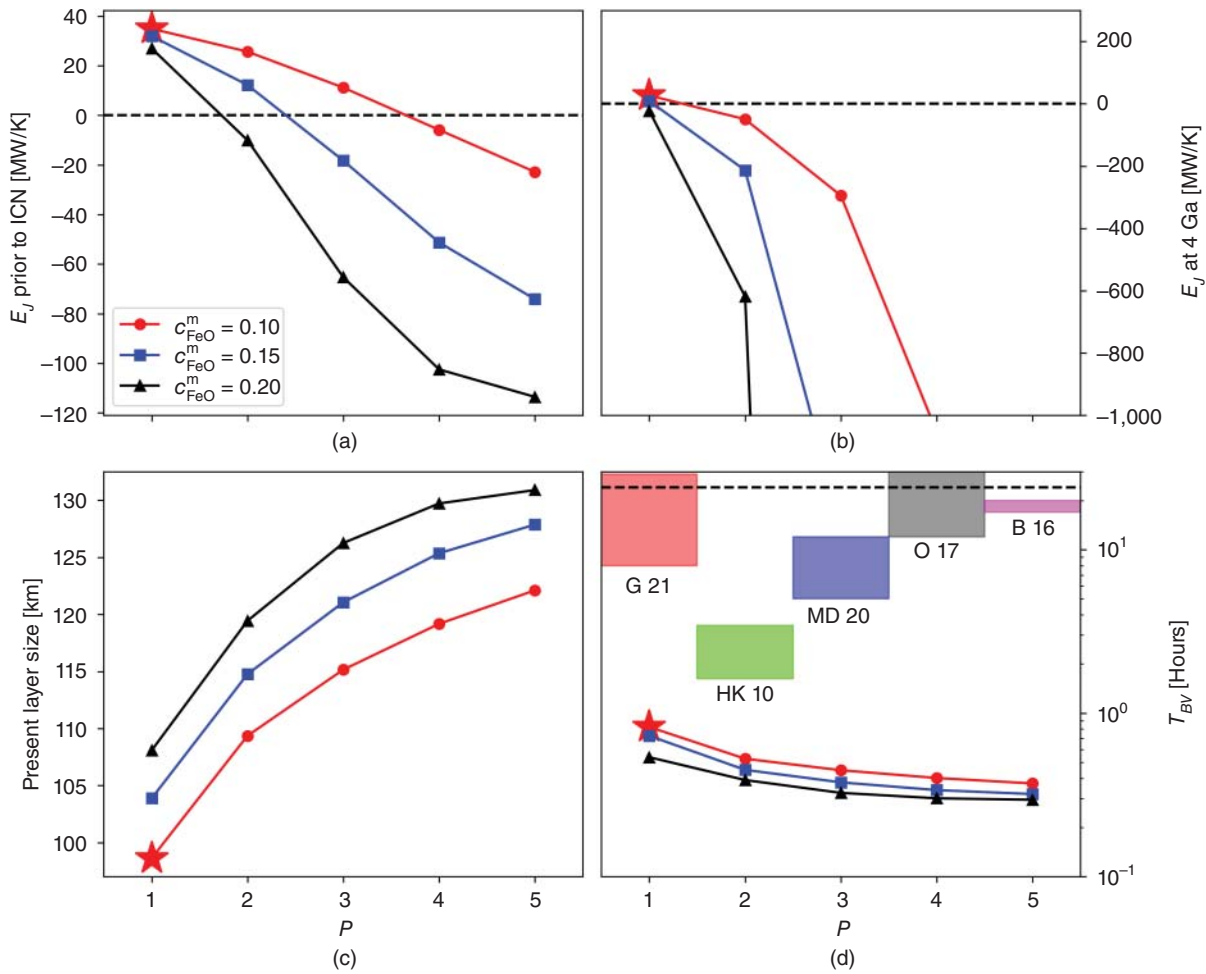 40
20
0
−20
−40
−60
−80
−100
−120
E_J prior to ICN [MW/K]
c^m_FeO = 0.10
c^m_FeO = 0.15
c^m_FeO = 0.20
(a)
200
0
−200
−400
−600
−800
−1,000
E_J at 4 Ga [MW/K]
(b)
130
125
120
115
110
105
100
Present layer size [km]
1 2 3 4 5
P
(c)
G 21
HK 10
MD 20
O 17
B 16
10^1
10^0
10^−1
T_BV [Hours]
1 2 3 4 5
P
(d)